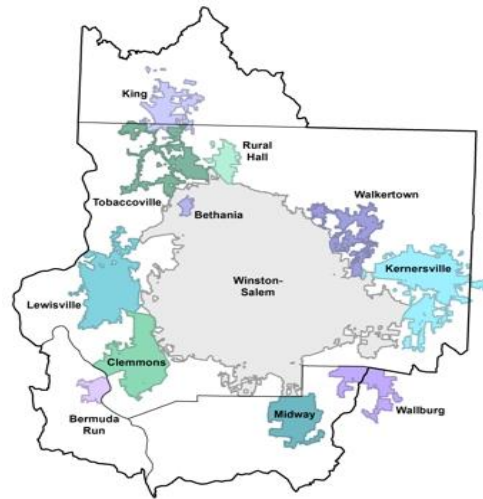 King
Rural
Hall
Tobaccoville
Bethania
Walkertown
Kernersville
Winston-
Salem
Lewisville
Clemmons
Bermuda
Run
Midway
Wallburg